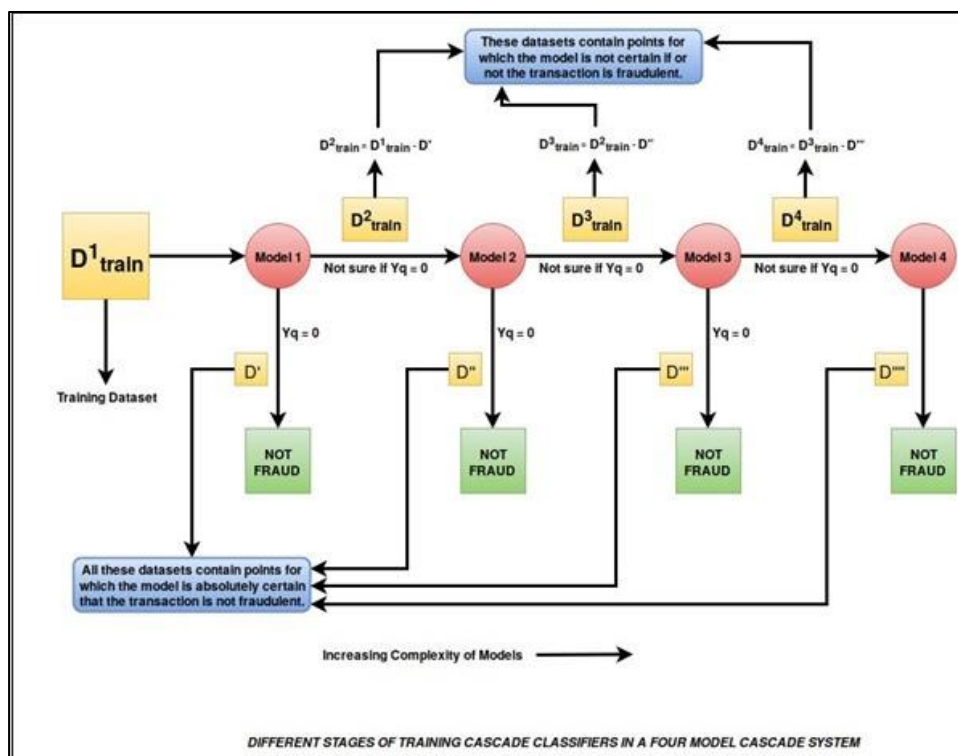 These datasets contain points for
which the model is not certain if or
not the transaction is fraudulent.
D²train = D¹train - D'
D³train = D²train - D''
D⁴train = D³train - D'''
D¹train
D²train
D³train
D⁴train
Model 1
Not sure if Yq = 0
Model 2
Not sure if Yq = 0
Model 3
Not sure if Yq = 0
Model 4
Yq = 0
Yq = 0
Yq = 0
D'
D''
D'''
D''''
Training Dataset
NOT
FRAUD
NOT
FRAUD
NOT
FRAUD
NOT
FRAUD
All these datasets contain points for
which the model is absolutely certain
that the transaction is not fraudulent.
Increasing Complexity of Models
DIFFERENT STAGES OF TRAINING CASCADE CLASSIFIERS IN A FOUR MODEL CASCADE SYSTEM